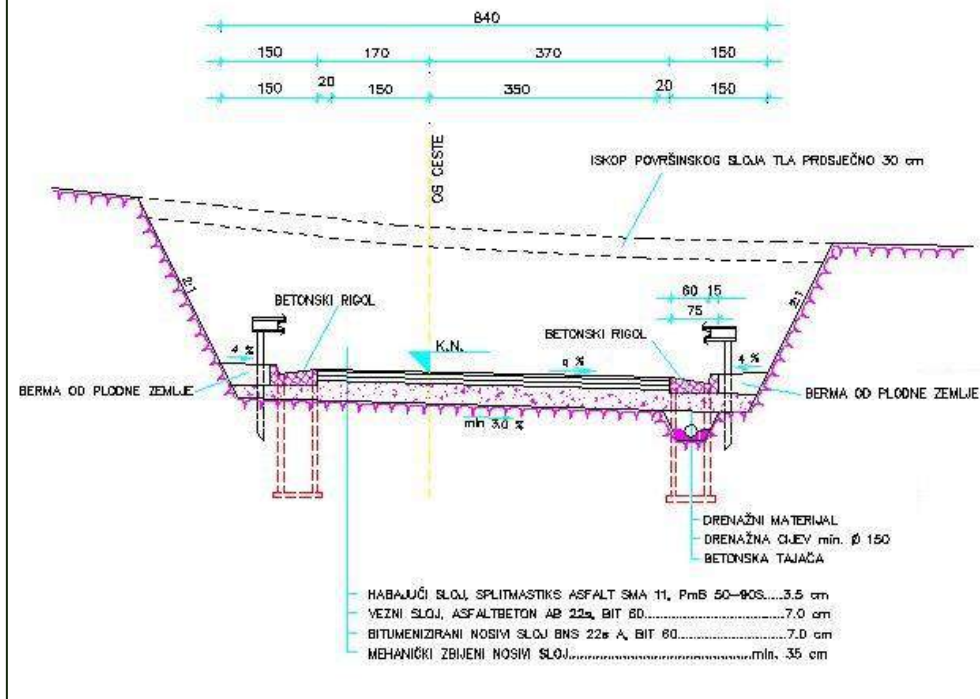 840
150 170 370 150
150 20 150 350 20 150
OS CESTE
ISKOP POVRŠINSKOG SLOJA TLA PROSJEČNO 30 cm
2:1
60 15
75
2:1
BETONSKI RIGOL
BETONSKI RIGOL
4 %
K.N.
q %
4 %
BERMA OD PLODNE ZEMLJE
BERMA OD PLODNE ZEMLJE
min 3.0 %
DRENAŽNI MATERIJAL
DRENAŽNA CIJEV min. Ø 150
BETONSKA TAJAČA
HABAJUĆI SLOJ, SPLITMASTIKS ASFALT SMA 11, PmB 50-90S.....3.5 cm
VEZNI SLOJ, ASFALTBETON AB 22s, BIT 60.....7.0 cm
BITUMENIZIRANI NOSIVI SLOJ BNS 22s A, BIT 60.....7.0 cm
MEHANIČKI ZBIJENI NOSIVI SLOJ.....min. 35 cm